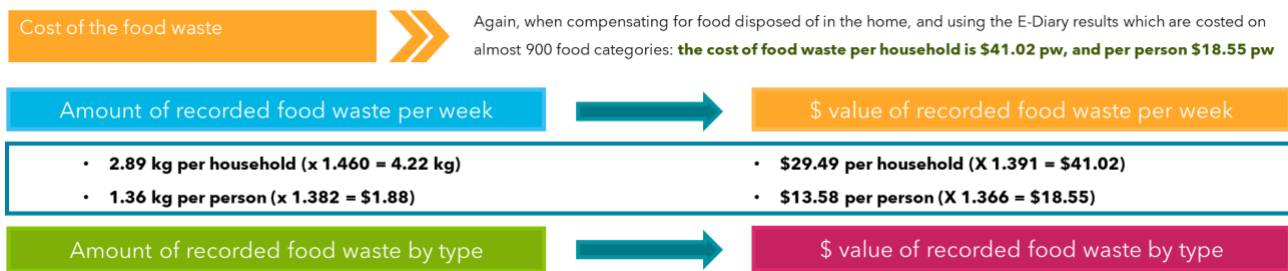 Cost of the food waste
Again, when compensating for food disposed of in the home, and using the E-Diary results which are costed on
almost 900 food categories: the cost of food waste per household is $41.02 pw, and per person $18.55 pw
Amount of recorded food waste per week
$ value of recorded food waste per week
• 2.89 kg per household (x 1.460 = 4.22 kg)
• 1.36 kg per person (x 1.382 = $1.88)
• $29.49 per household (X 1.391 = $41.02)
• $13.58 per person (X 1.366 = $18.55)
Amount of recorded food waste by type
$ value of recorded food waste by type